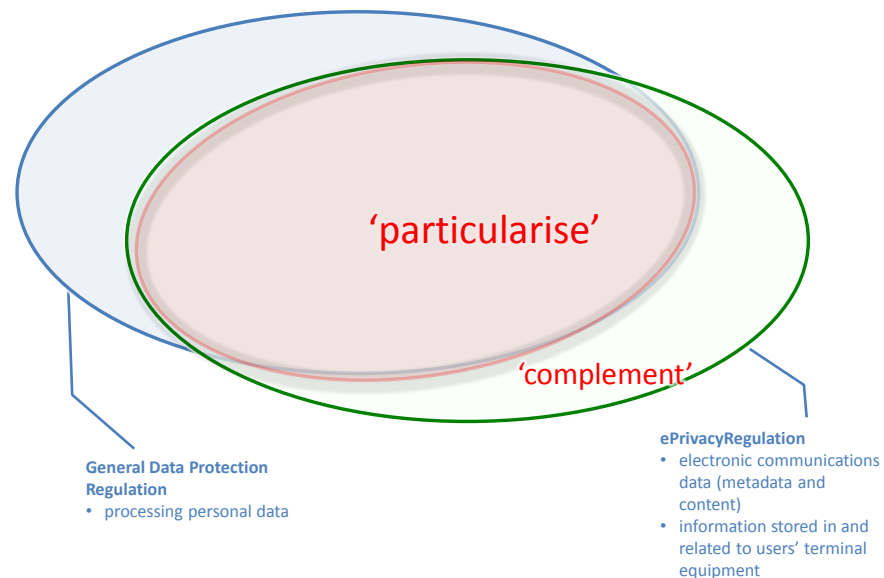 ‘particularise’
‘complement’
General Data Protection
Regulation
• processing personal data
ePrivacyRegulation
• electronic communications
data (metadata and
content)
• information stored in and
related to users’ terminal
equipment